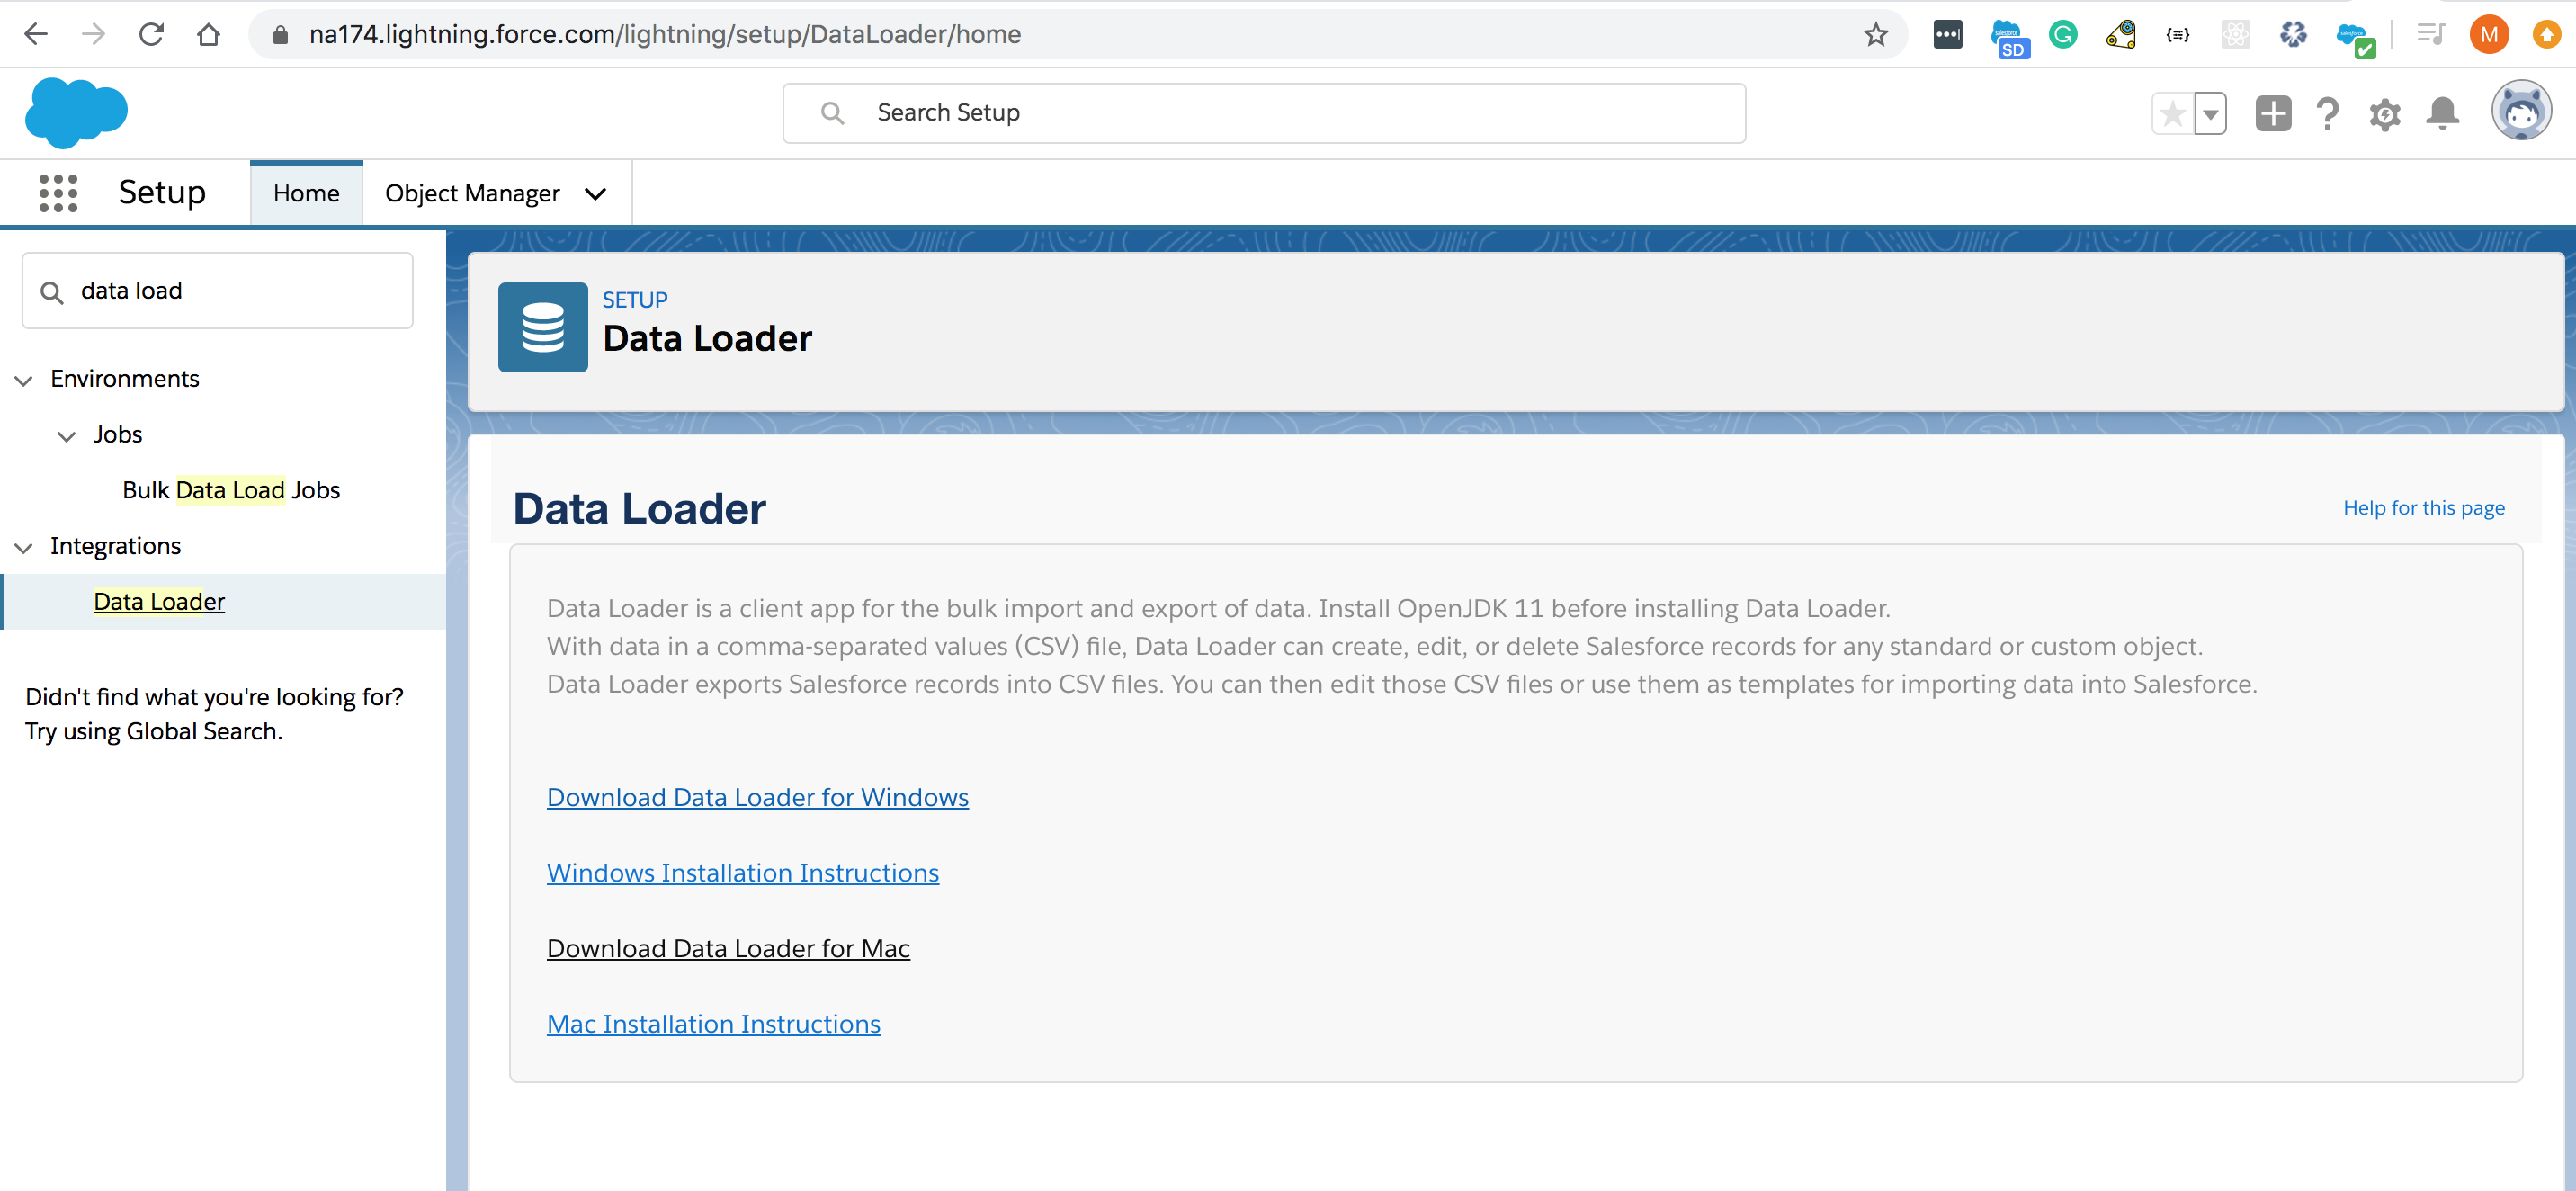 na174.lightning.force.com/lightning/setup/DataLoader/home
SD
{≡}
M
Search Setup
Setup
Home
Object Manager
data load
SETUP
Data Loader
Environments
Jobs
Bulk Data Load Jobs
Integrations
Data Loader
Didn't find what you're looking for?
Try using Global Search.
Data Loader
Help for this page
Data Loader is a client app for the bulk import and export of data. Install OpenJDK 11 before installing Data Loader.
With data in a comma-separated values (CSV) file, Data Loader can create, edit, or delete Salesforce records for any standard or custom object.
Data Loader exports Salesforce records into CSV files. You can then edit those CSV files or use them as templates for importing data into Salesforce.
Download Data Loader for Windows
Windows Installation Instructions
Download Data Loader for Mac
Mac Installation Instructions